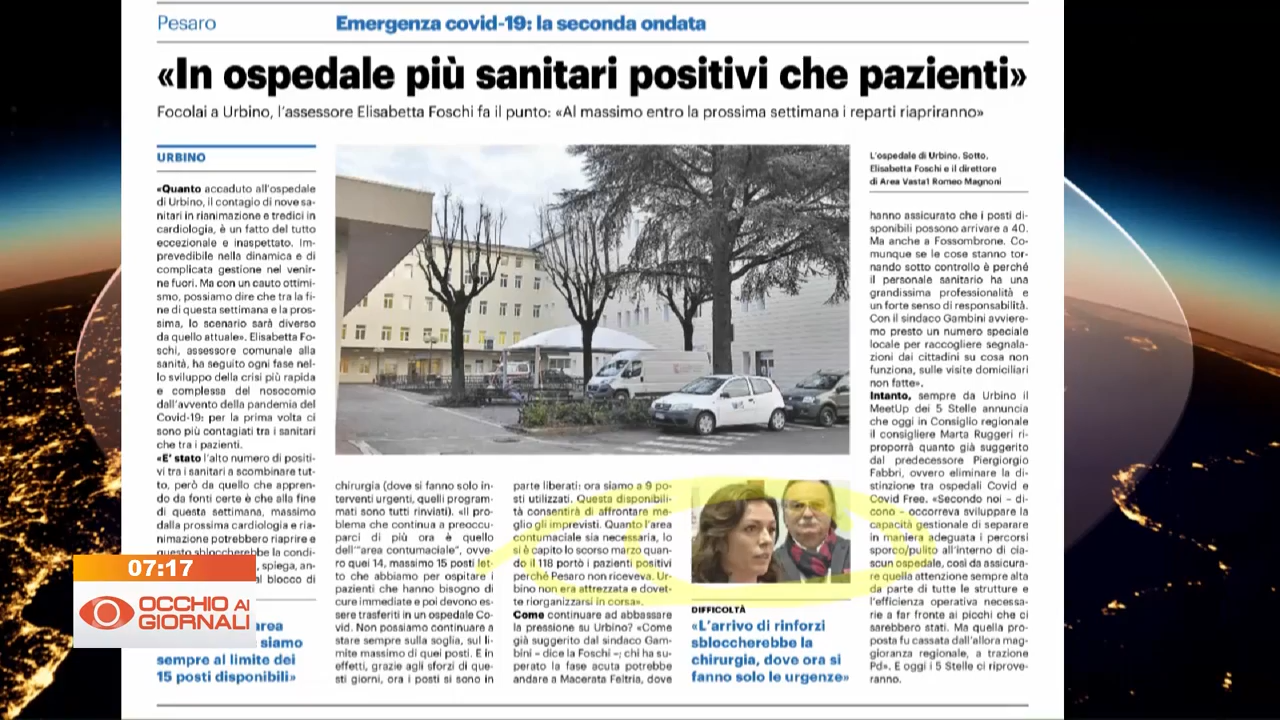 Pesaro
Emergenza covid-19: la seconda ondata
«In ospedale più sanitari positivi che pazienti»
Focolai a Urbino, l'assessore Elisabetta Foschi fa il punto: «Al massimo entro la prossima settimana i reparti riapriranno»
URBINO
«Quanto accaduto all'ospedale
di Urbino, il contagio di nove sa-
nitari in rianimazione e tredici in
cardiologia, è un fatto del tutto
eccezionale e inaspettato. Im-
prevedibile nella dinamica e di
complicata gestione nel venir-
ne fuori. Ma con un cauto ottimi-
smo, possiamo dire che tra la fi-
ne di questa settimana e la pros-
sima, lo scenario sarà diverso
da quello attuale». Elisabetta Fo-
schi, assessore comunale alla
sanità, ha seguito ogni fase nel-
lo sviluppo della crisi più rapida
e complessa del nosocomio
dall'avvento della pandemia del
Covid-19: per la prima volta ci
sono più contagiati tra i sanitari
che tra i pazienti.
«E' stato l'alto numero di positi-
vi tra i sanitari a scombinare tut-
to, però da quello che apprendo
da fonti certe è che alla fine
di questa settimana, massimo
dalla prossima cardiologia e ria-
nimazione potrebbero riaprire e
questo sbloccherebbe la condi-
, spiega, an-
al blocco di
07:17
OCCHIO AI
GIORNALI
area
siamo
sempre al limite dei
15 posti disponibili»
chirurgia (dove si fanno solo in-
terventi urgenti, quelli program-
mati sono tutti rinviati). «Il pro-
blema che continua a preoccu-
parci di più ora è quello
dell'"area contumaciale", ovve-
ro quei 14, massimo 15 posti let-
to che abbiamo per ospitare i
pazienti che hanno bisogno di
cure immediate e poi devono es-
sere trasferiti in un ospedale Co-
vid. Non possiamo continuare a
stare sempre sulla soglia, sul li-
mite massimo di quei posti. E in
effetti, grazie agli sforzi di que-
sti giorni, ora i posti si sono in
parte liberati: ora siamo a 9 po-
sti utilizzati. Questa disponibili-
tà consentirà di affrontare me-
glio gli imprevisti. Quanto l'area
contumaciale sia necessaria, lo
si è capito lo scorso marzo quan-
do il 118 portò i pazienti positivi
perché Pesaro non riceveva. Ur-
bino non era attrezzata e dovet-
te riorganizzarsi in corsa».
Come continuare ad abbassare
la pressione su Urbino? «Come
già suggerito dal sindaco Gam-
bini – dice la Foschi –; chi ha su-
perato la fase acuta potrebbe
andare a Macerata Feltria, dove
DIFFICOLTÀ
«L'arrivo di rinforzi
sbloccherebbe la
chirurgia, dove ora si
fanno solo le urgenze»
L'ospedale di Urbino. Sotto,
Elisabetta Foschi e il direttore
di Area Vasta1 Romeo Magnoni
hanno assicurato che i posti di-
sponibili possono arrivare a 40.
Ma anche a Fossombrone. Co-
munque se le cose stanno tor-
nando sotto controllo è perché
il personale sanitario ha una
grandissima professionalità e
un forte senso di responsabilità.
Con il sindaco Gambini avviere-
mo presto un numero speciale
locale per raccogliere segnala-
zioni dai cittadini su cosa non
funziona, sulle visite domiciliari
non fatte».
Intanto, sempre da Urbino il
MeetUp dei 5 Stelle annuncia
che oggi in Consiglio regionale
il consigliere Marta Ruggeri ri-
proporrà quanto già suggerito
dal predecessore Piergiorgio
Fabbri, ovvero eliminare la di-
stinzione tra ospedali Covid e
Covid Free. «Secondo noi – di-
cono – occorreva sviluppare la
capacità gestionale di separare
in maniera adeguata i percorsi
sporco/pulito all'interno di cia-
scun ospedale, così da assicura-
re quella attenzione sempre alta
da parte di tutte le strutture e
l'efficienza operativa necessa-
rie a far fronte ai picchi che ci
sarebbero stati. Ma quella pro-
posta fu cassata dall'allora mag-
gioranza regionale, a trazione
Pd». E oggi i 5 Stelle ci riprove-
ranno.